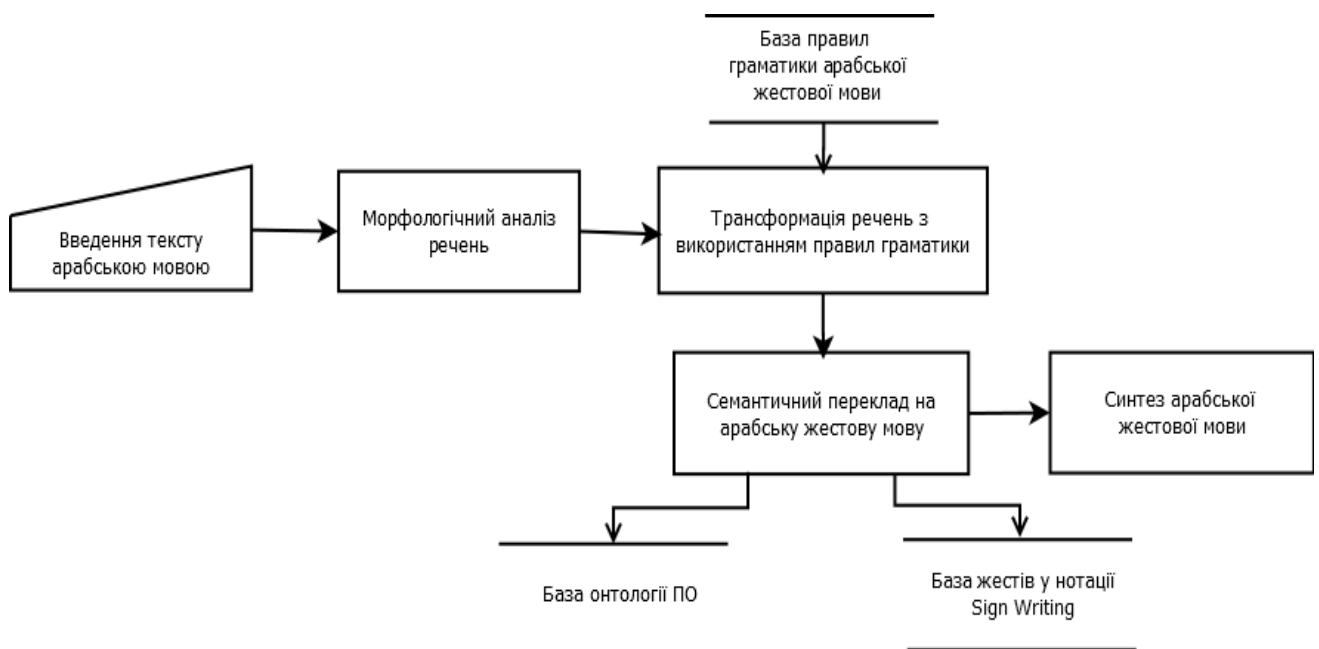 База правил
граматики арабської
жестової мови
Введення тексту
арабською мовою
Морфологічний аналіз
речень
Трансформація речень з
використанням правил граматики
Семантичний переклад на
арабську жестову мову
Синтез арабської
жестової мови
База онтології ПО
База жестів у нотації
Sign Writing